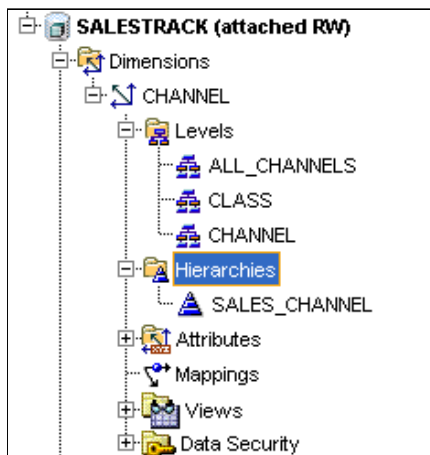 SALESTRACK (attached RW)
Dimensions
CHANNEL
Levels
ALL_CHANNELS
CLASS
CHANNEL
Hierarchies
SALES_CHANNEL
Attributes
Mappings
Views
Data Security